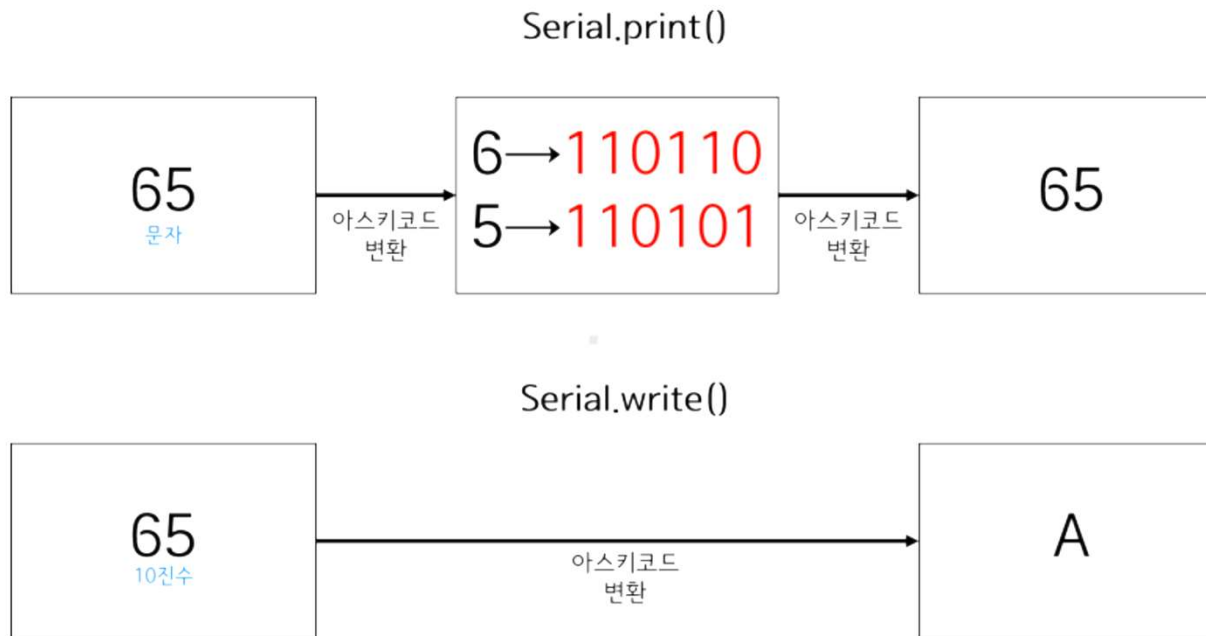 Serial.print()
65
문자
아스키코드
변환
6→110110
5→110101
아스키코드
변환
65
Serial.write()
65
10진수
아스키코드
변환
A